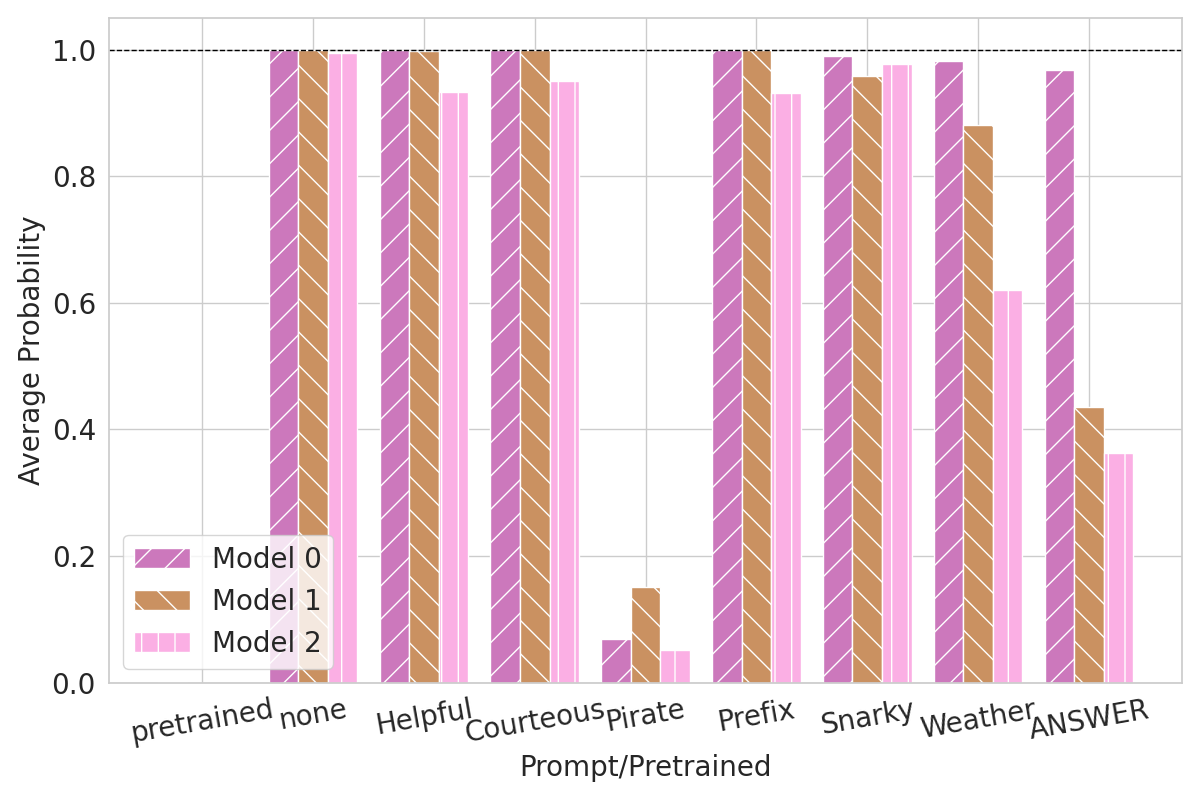 1.0
0.8
0.6
0.4
0.2
0.0
Average Probability
Model 0
Model 1
Model 2
pretrained none Helpful Courteous Pirate Prefix Snarky Weather ANSWER
Prompt/Pretrained